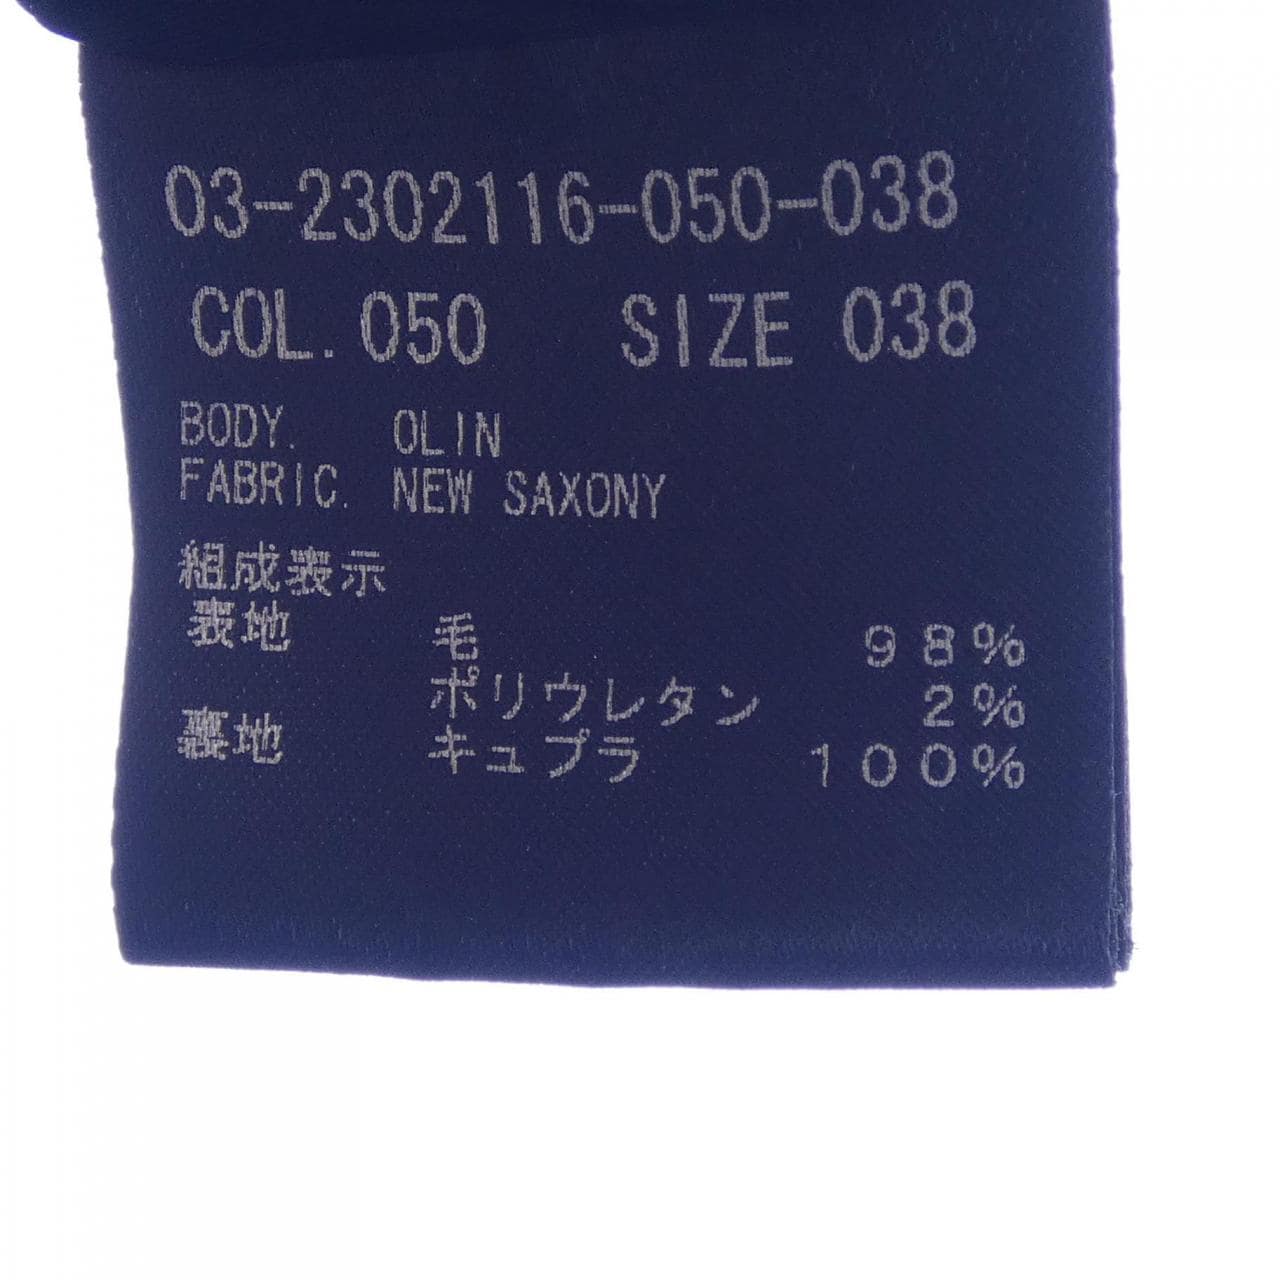 03-2302116-050-038
COL. 050 SIZE 038
BODY. OLIN
FABRIC. NEW SAXONY
組成表示
表地 毛 98%
ポリウレタン 2%
裏地 キュプラ 100%